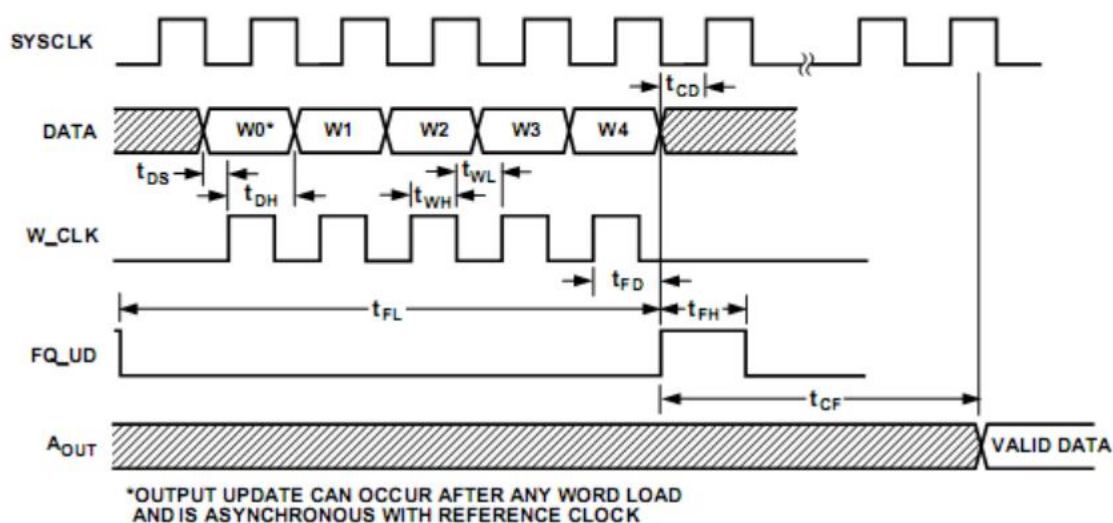 SYSCLK
tCD
DATA
W0* W1 W2 W3 W4
tDS
tDH
tWL
tWH
W_CLK
tFD
tFL
tFH
FQ_UD
tCF
AOUT
VALID DATA
*OUTPUT UPDATE CAN OCCUR AFTER ANY WORD LOAD
AND IS ASYNCHRONOUS WITH REFERENCE CLOCK